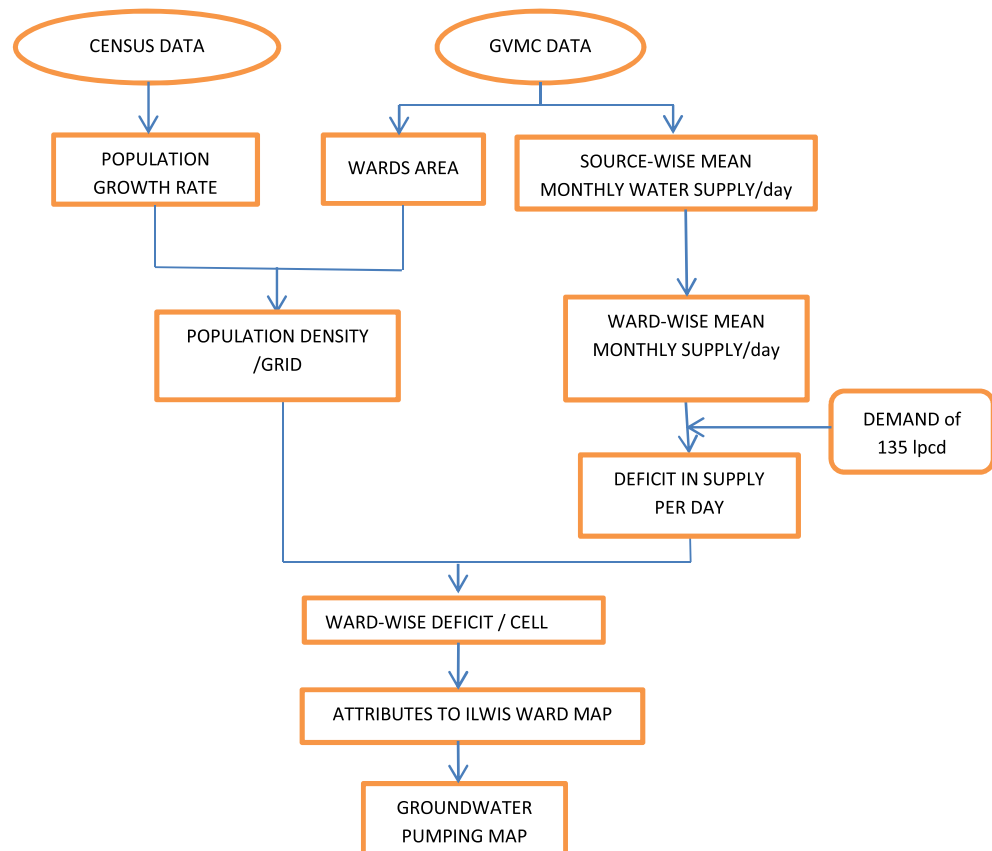 CENSUS DATA
GVMC DATA
POPULATION
GROWTH RATE
WARDS AREA
SOURCE-WISE MEAN
MONTHLY WATER SUPPLY/day
POPULATION DENSITY
/GRID
WARD-WISE MEAN
MONTHLY SUPPLY/day
DEMAND of
135 lpcd
DEFICIT IN SUPPLY
PER DAY
WARD-WISE DEFICIT / CELL
ATTRIBUTES TO ILWIS WARD MAP
GROUNDWATER
PUMPING MAP